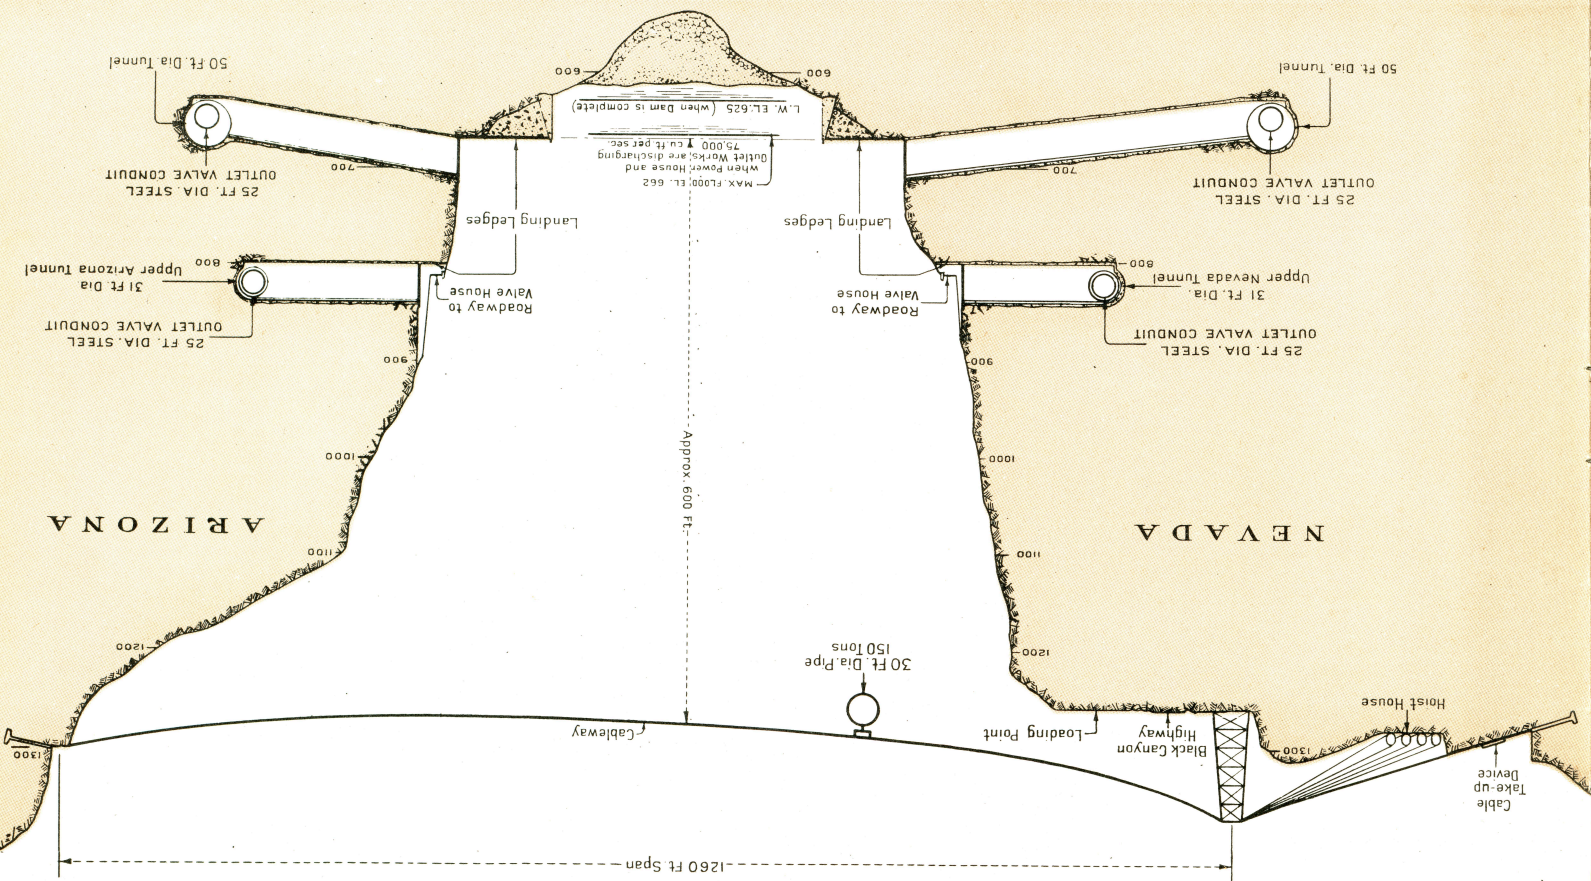 1260 Ft Span
Cable
Take-up
Device
Hoist House
1300
Black Canyon
Highway
Loading Point
Cableway
1300
30 Ft. Dia. Pipe
150 Tons
1200
1200
1100
1100
NEVADA
ARIZONA
Approx. 600 Ft.
1000
1000
900
900
25 FT. DIA. STEEL
OUTLET VALVE CONDUIT
31 Ft. Dia.
Upper Nevada Tunnel
800
Roadway to
Valve House
Roadway to
Valve House
25 FT. DIA. STEEL
OUTLET VALVE CONDUIT
31 Ft. Dia
Upper Arizona Tunnel
800
Landing Ledges
Landing Ledges
25 FT. DIA. STEEL
OUTLET VALVE CONDUIT
700
MAX. FLOOD EL. 662
when Power House and
Outlet Works, are discharging
75,000 cu.ft. per sec.
700
25 FT. DIA. STEEL
OUTLET VALVE CONDUIT
L.W. EL.625 (when Dam is complete)
600
600
50 Ft. Dia. Tunnel
50 Ft. Dia. Tunnel